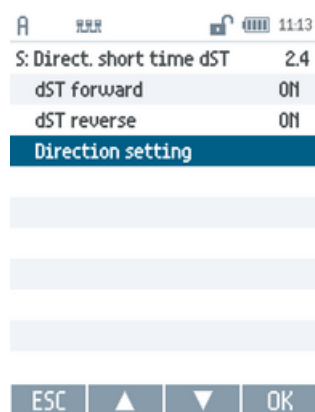 A 11:13
S: Direct. short time dST 2.4
dST forward ON
dST reverse ON
Direction setting
ESC OK